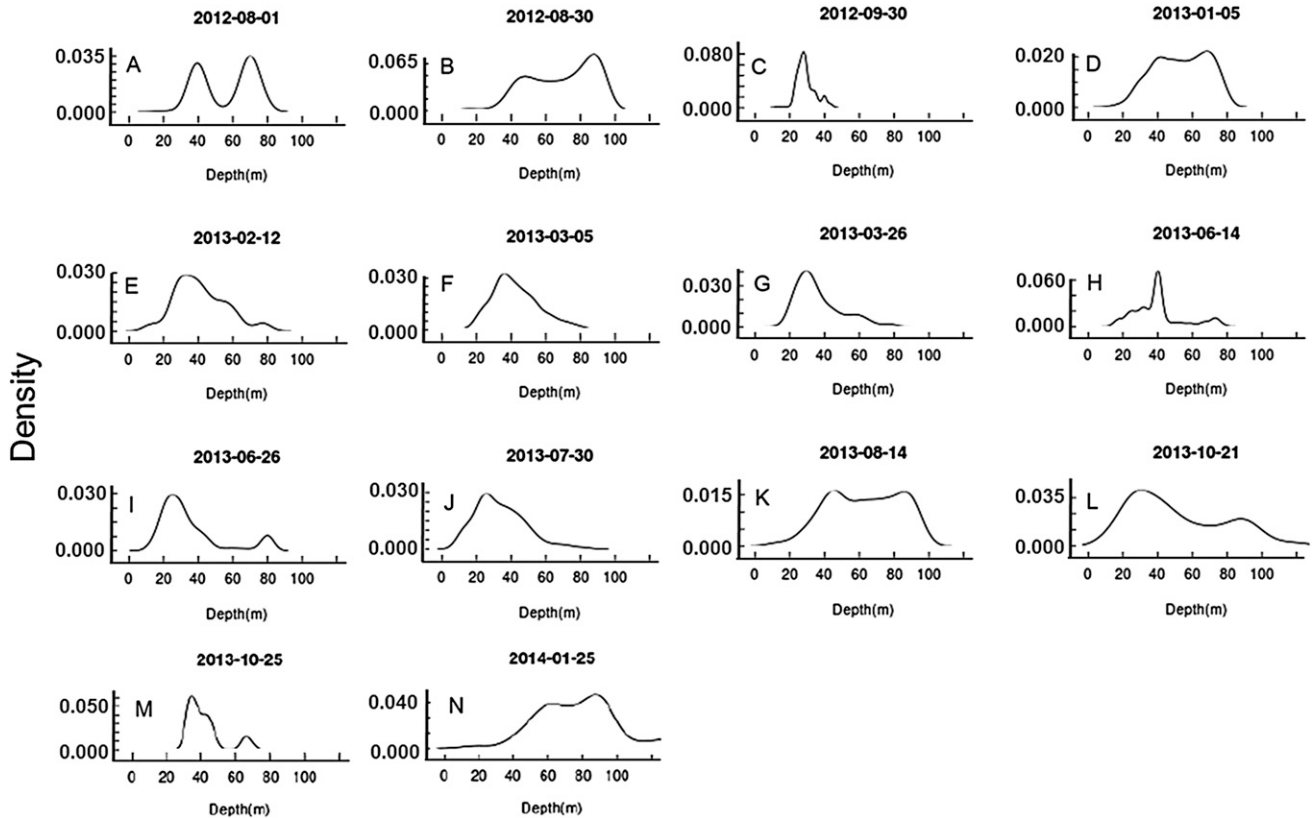 Density
2012-08-01
0.035
0.000
A
0 20 40 60 80 100
Depth(m)
2012-08-30
0.065
0.000
B
0 20 40 60 80 100
Depth(m)
2012-09-30
0.080
0.000
C
0 20 40 60 80 100
Depth(m)
2013-01-05
0.020
0.000
D
0 20 40 60 80 100
Depth(m)
2013-02-12
0.030
0.000
E
0 20 40 60 80 100
Depth(m)
2013-03-05
0.030
0.000
F
0 20 40 60 80 100
Depth(m)
2013-03-26
0.030
0.000
G
0 20 40 60 80 100
Depth(m)
2013-06-14
0.060
0.000
H
0 20 40 60 80 100
Depth(m)
2013-06-26
0.030
0.000
I
0 20 40 60 80 100
Depth(m)
2013-07-30
0.030
0.000
J
0 20 40 60 80 100
Depth(m)
2013-08-14
0.015
0.000
K
0 20 40 60 80 100
Depth(m)
2013-10-21
0.035
0.000
L
0 20 40 60 80 100
Depth(m)
2013-10-25
0.050
0.000
M
0 20 40 60 80 100
Depth(m)
2014-01-25
0.040
0.000
N
0 20 40 60 80 100
Depth(m)